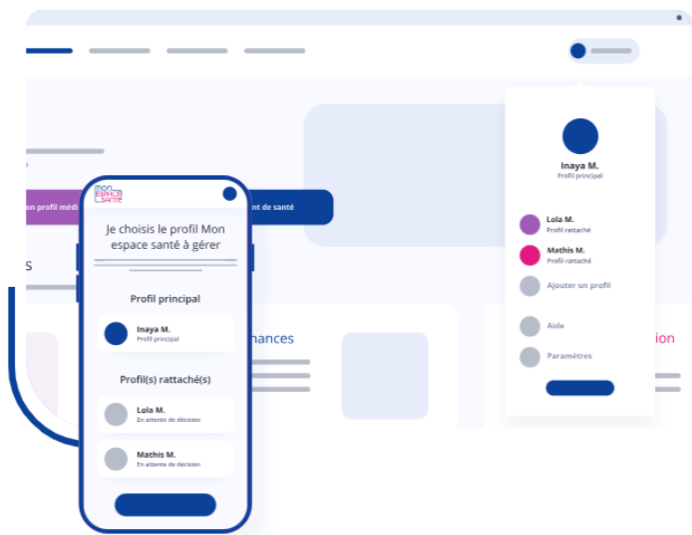 Inaya M.
Profil principal
Lola M.
Profil rattaché
Mathis M.
Profil rattaché
Ajouter un profil
Aide
Paramètres
on profil médi
nt de santé
S
nances
ion
mon
ESPACE
SANTÉ
Je choisis le profil Mon
espace santé à gérer
Profil principal
Inaya M.
Profil principal
Profil(s) rattaché(s)
Lola M.
En attente de décision
Mathis M.
En attente de décision